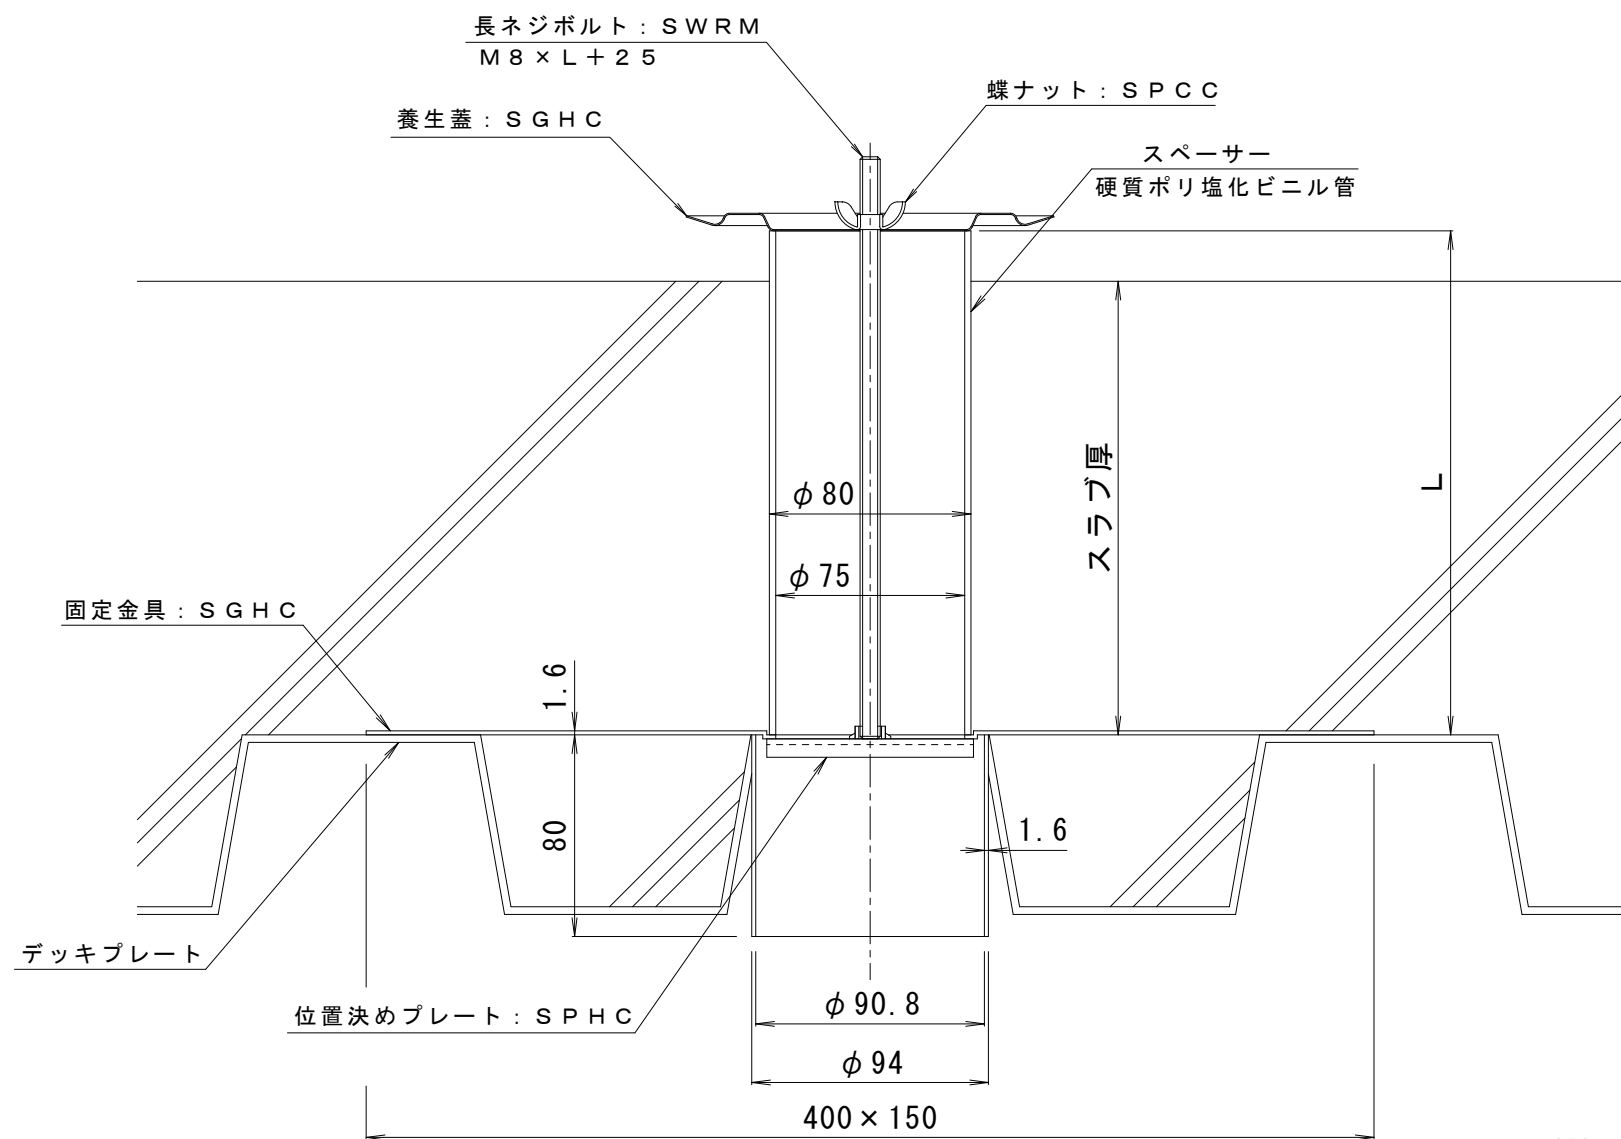 長ネジボルト：ＳＷＲＭ
Ｍ８×Ｌ＋２５
蝶ナット：ＳＰＣＣ
養生蓋：ＳＧＨＣ
スペーサー
硬質ポリ塩化ビニル管
φ80
スラブ厚
L
φ75
固定金具：ＳＧＨＣ
1.6
80
1.6
デッキプレート
位置決めプレート：ＳＰＨＣ
φ90.8
φ94
400×150